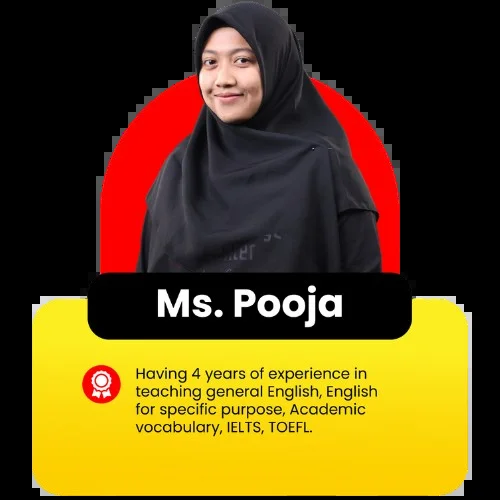 Ms. Pooja
Having 4 years of experience in
teaching general English, English
for specific purpose, Academic
vocabulary, IELTS, TOEFL.